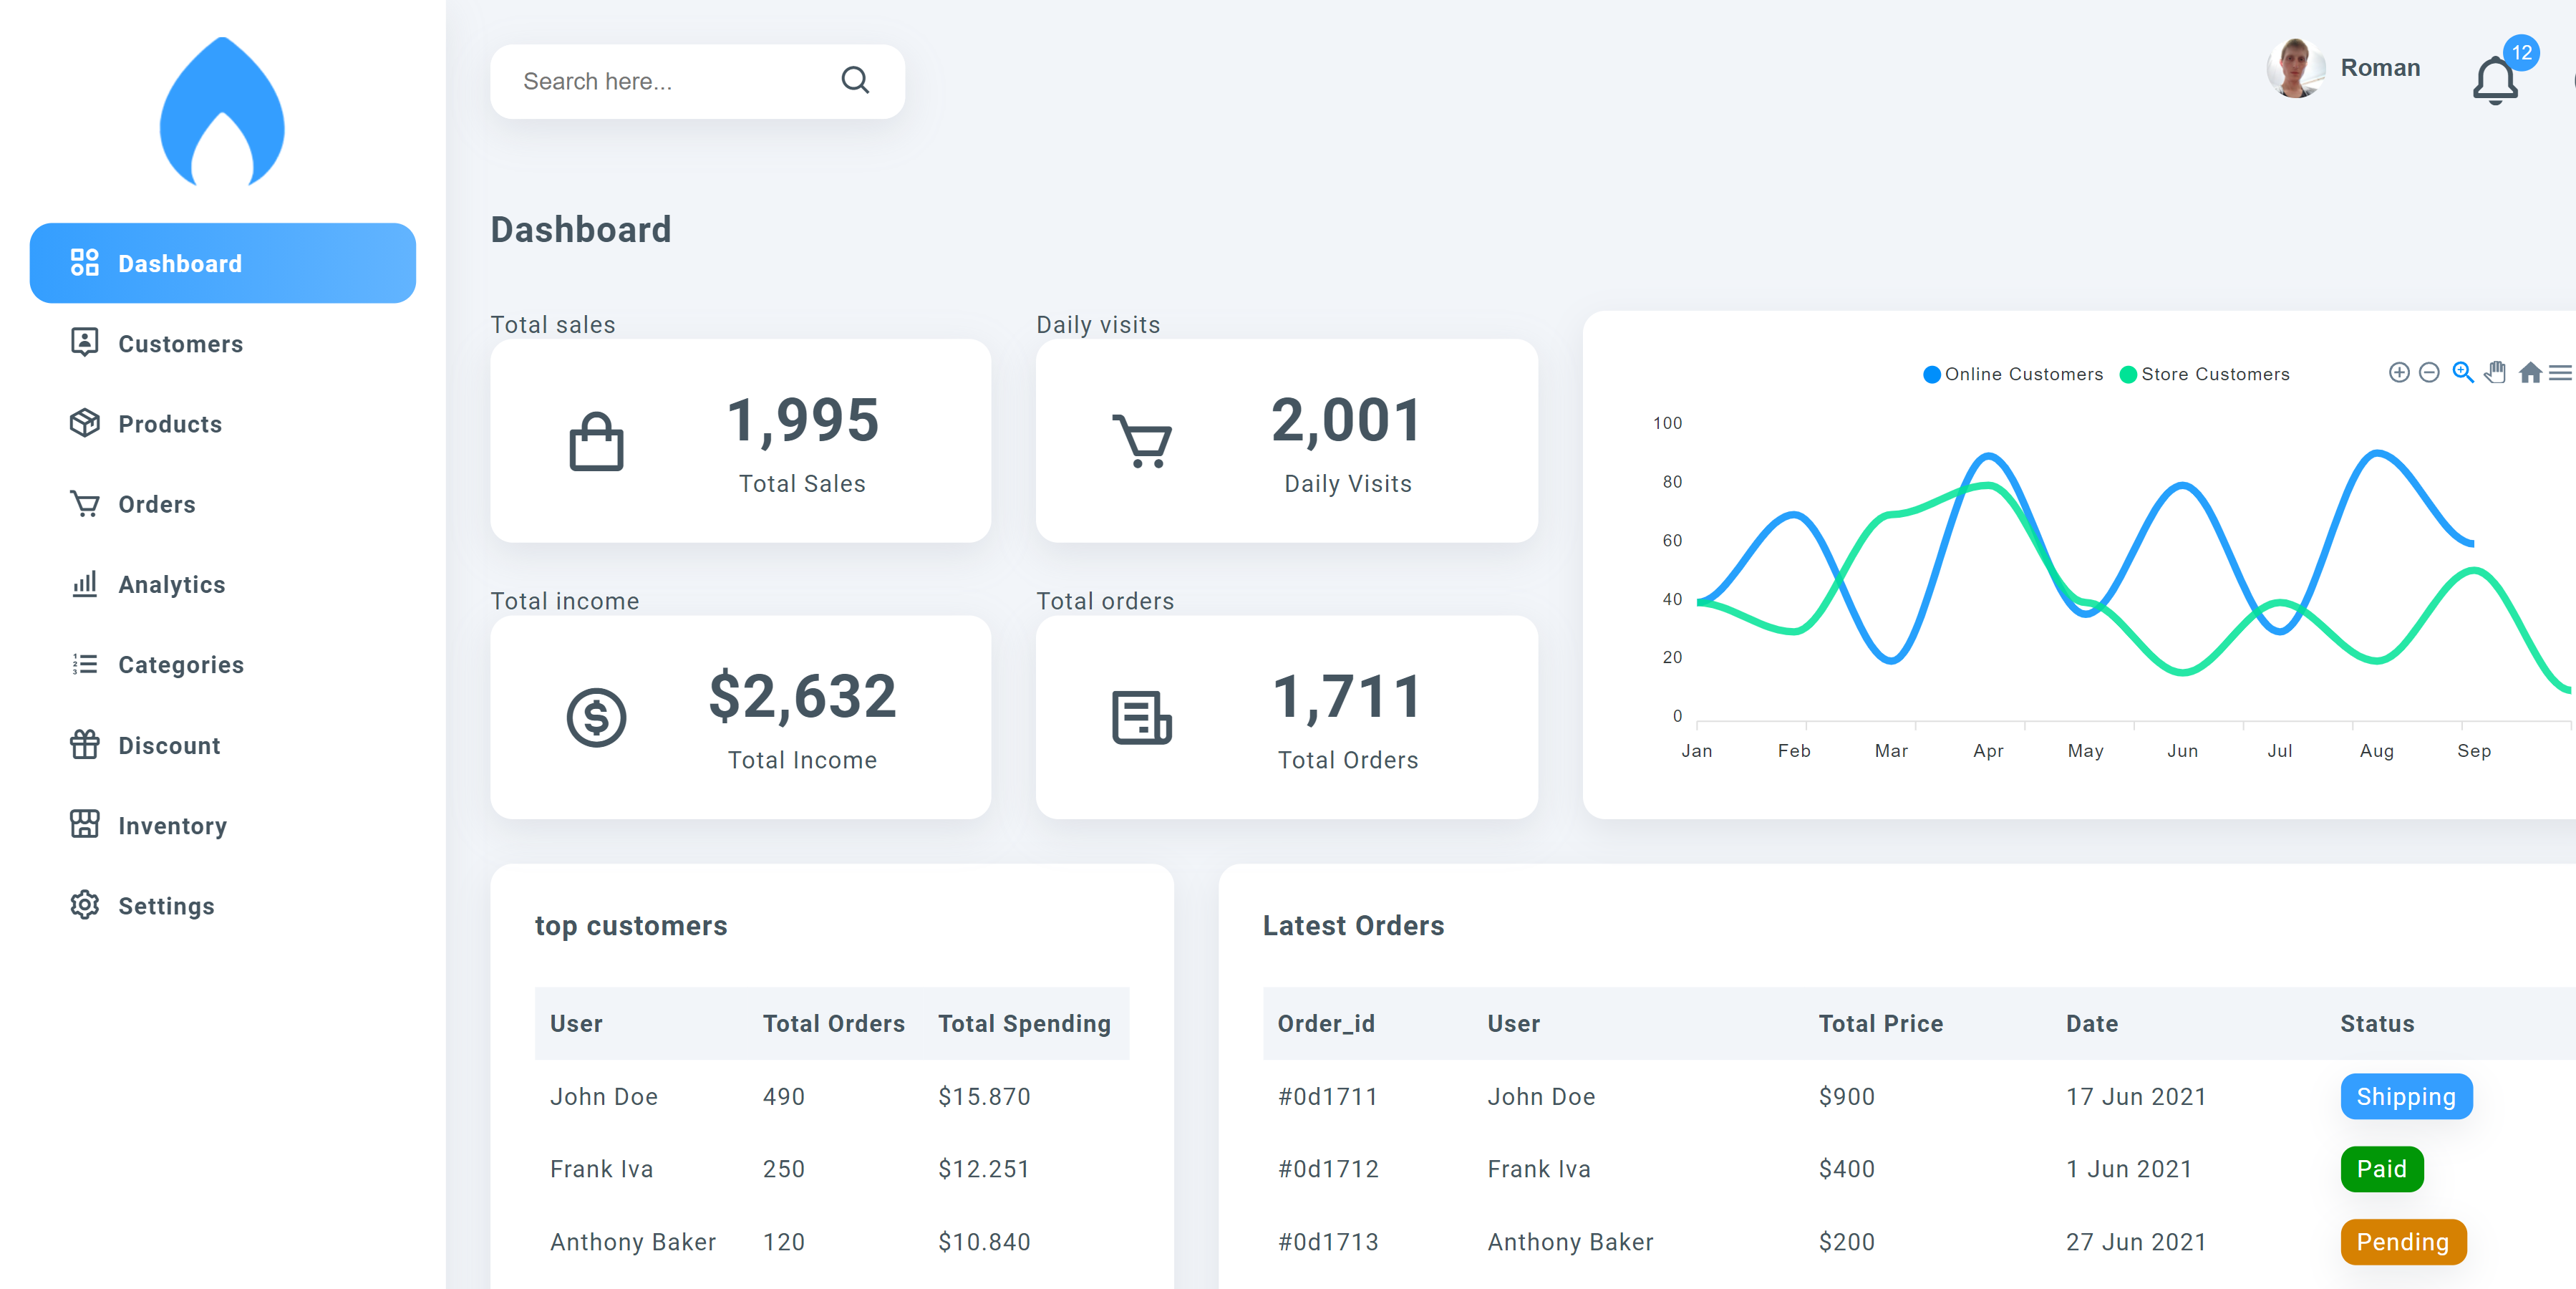 Search here...
Roman
12
Dashboard
Customers
Products
Orders
Analytics
Categories
Discount
Inventory
Settings
Dashboard
Total sales
1,995
Total Sales
Daily visits
2,001
Daily Visits
Total income
$2,632
Total Income
Total orders
1,711
Total Orders
Online Customers Store Customers
100
80
60
40
20
0
Jan Feb Mar Apr May Jun Jul Aug Sep
top customers
User Total Orders Total Spending
John Doe 490 $15.870
Frank Iva 250 $12.251
Anthony Baker 120 $10.840
Latest Orders
Order_id User Total Price Date Status
#0d1711 John Doe $900 17 Jun 2021 Shipping
#0d1712 Frank Iva $400 1 Jun 2021 Paid
#0d1713 Anthony Baker $200 27 Jun 2021 Pending